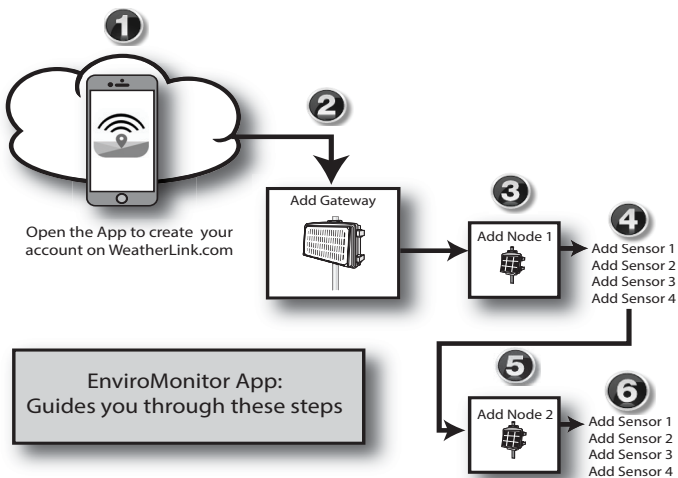 1
Open the App to create your
account on WeatherLink.com
2
Add Gateway
3
Add Node 1
4
Add Sensor 1
Add Sensor 2
Add Sensor 3
Add Sensor 4
EnviroMonitor App:
Guides you through these steps
5
Add Node 2
6
Add Sensor 1
Add Sensor 2
Add Sensor 3
Add Sensor 4